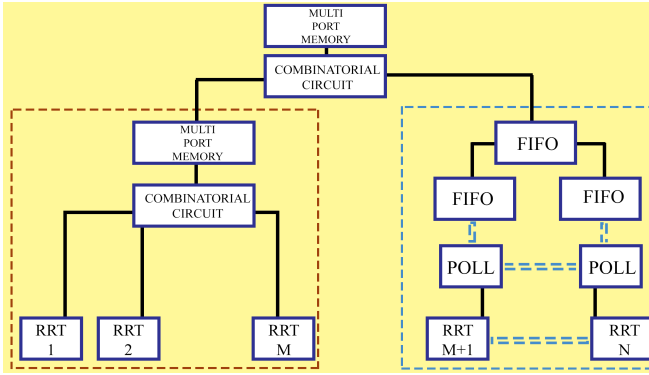 MULTI
PORT
MEMORY
COMBINATORIAL
CIRCUIT
MULTI
PORT
MEMORY
COMBINATORIAL
CIRCUIT
RRT
1
RRT
2
RRT
M
FIFO
FIFO
FIFO
POLL
POLL
RRT
M+1
RRT
N